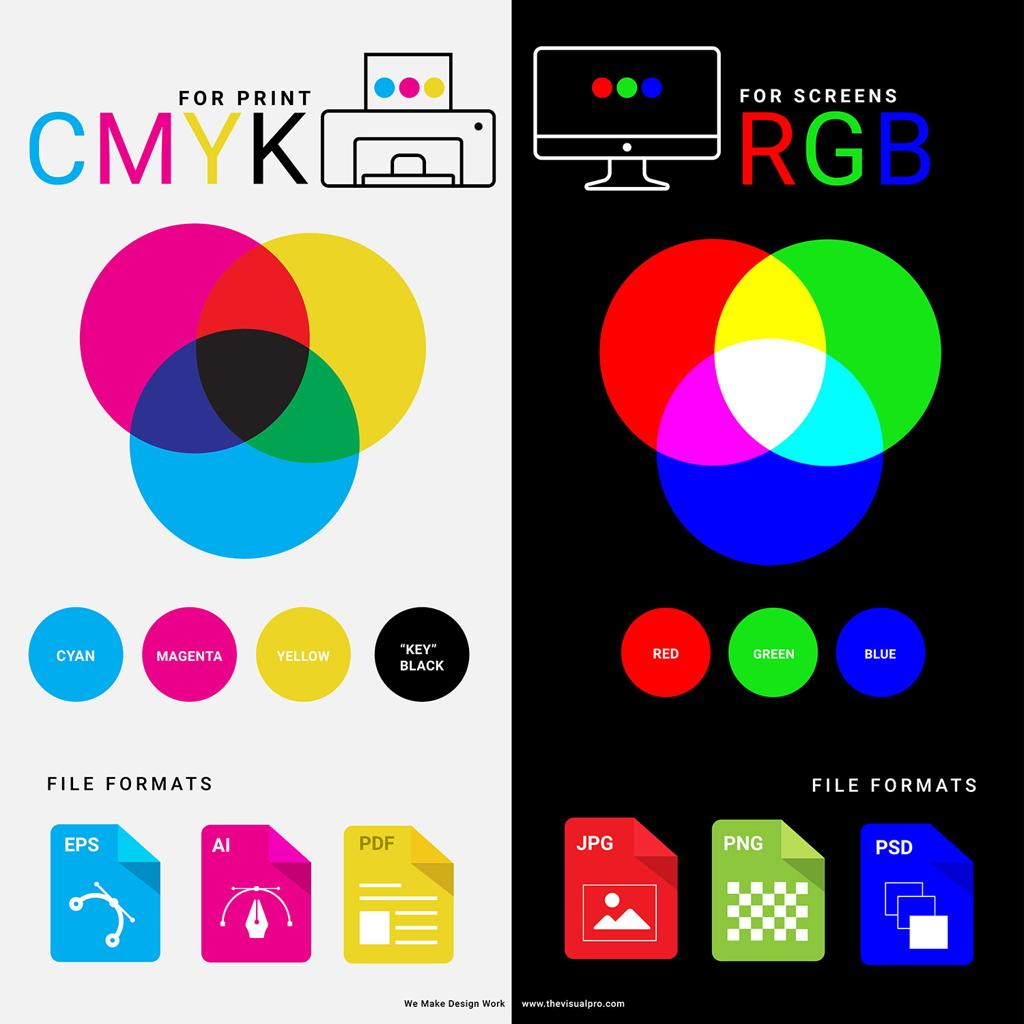 FOR PRINT
CMYK
CYAN
MAGENTA
YELLOW
“KEY”
BLACK
FILE FORMATS
EPS
AI
PDF
We Make Design Work
FOR SCREENS
RGB
RED
GREEN
BLUE
FILE FORMATS
JPG
PNG
PSD
www.thevisualpro.com